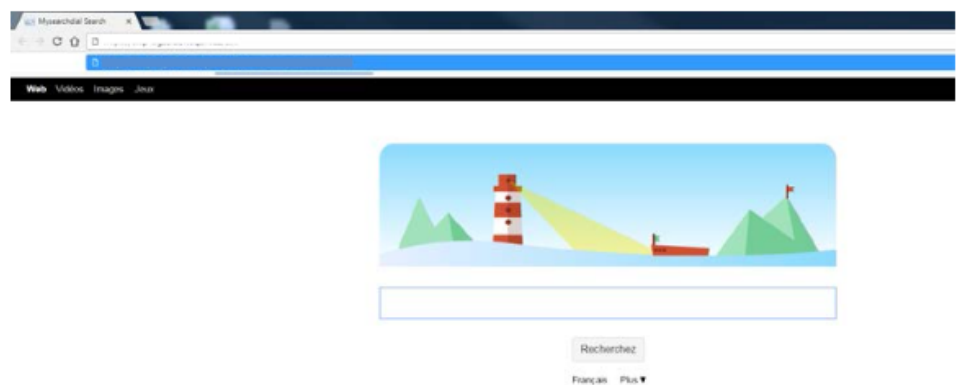 Mysearchdial Search
Web Vidéos Images Jeux
Recherchez
Français Plus ▼